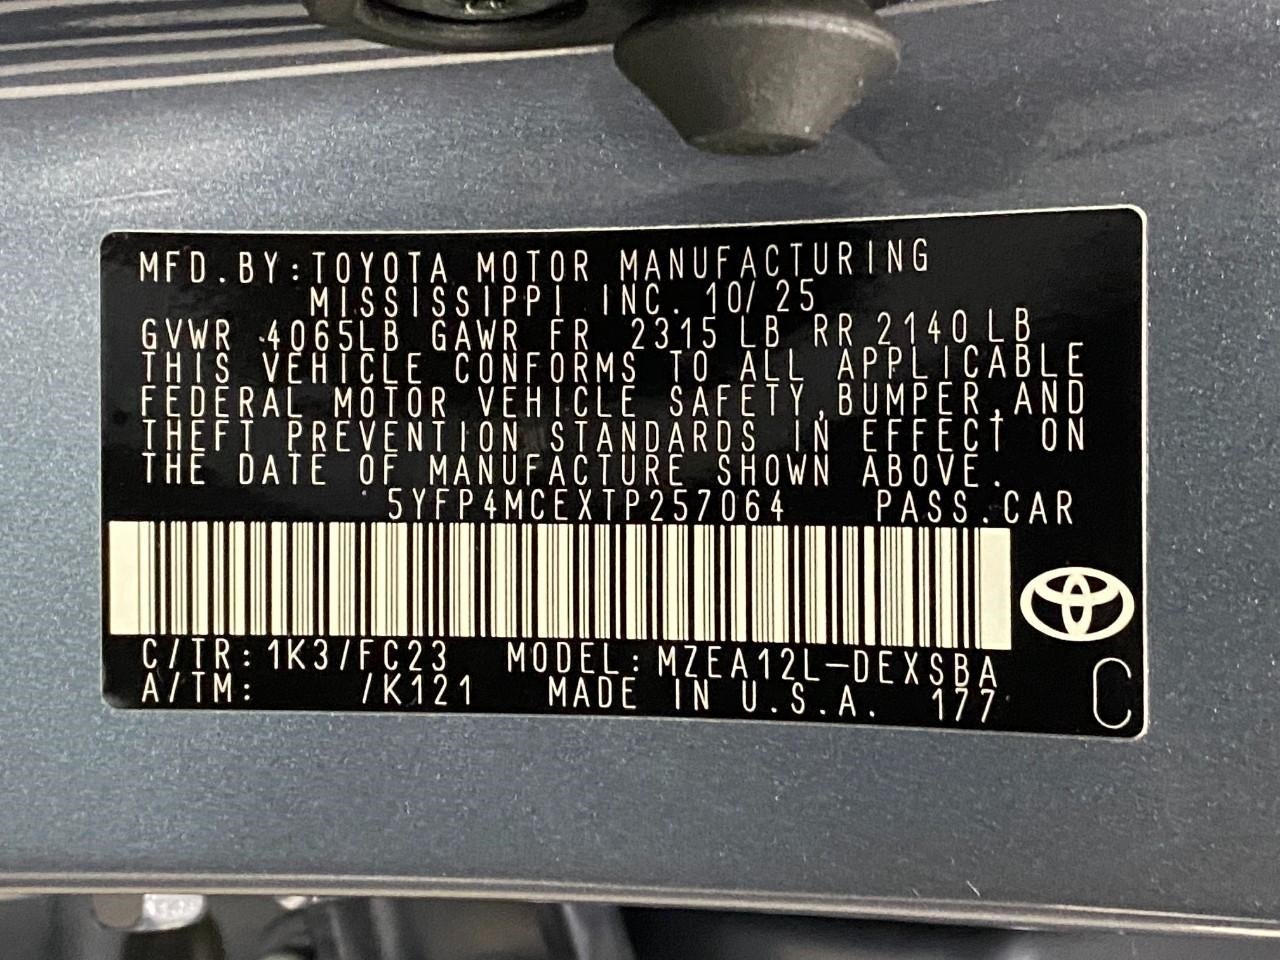 MFD.BY:TOYOTA MOTOR MANUFACTURING
MISSISSIPPI INC. 10/25
GVWR 4065LB GAWR FR 2315 LB RR 2140 LB
THIS VEHICLE CONFORMS TO ALL APPLICABLE
FEDERAL MOTOR VEHICLE SAFETY,BUMPER,AND
THEFT PREVENTION STANDARDS IN EFFECT ON
THE DATE OF MANUFACTURE SHOWN ABOVE.
5YFP4MCEXTP257064 PASS.CAR
C/TR:1K3/FC23 MODEL:MZEA12L-DEXSBA
A/TM: /K121 MADE IN U.S.A. 177
C